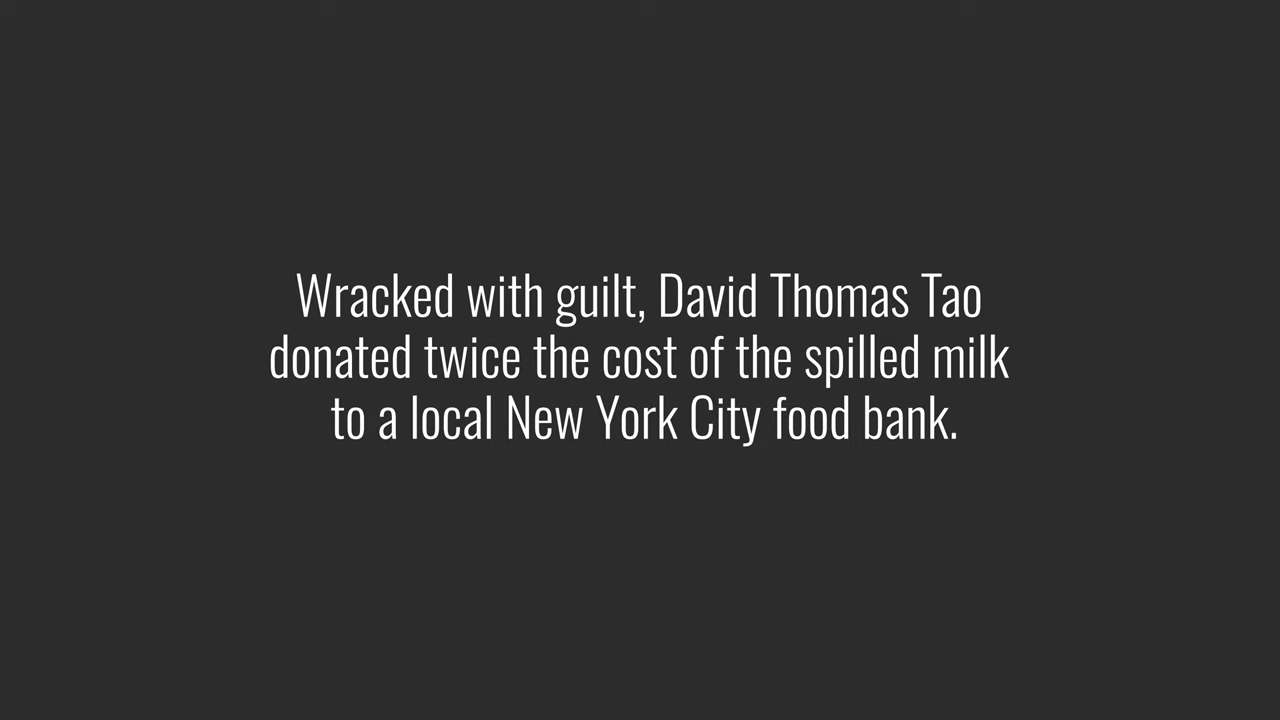 Wracked with guilt, David Thomas Tao
donated twice the cost of the spilled milk
to a local New York City food bank.